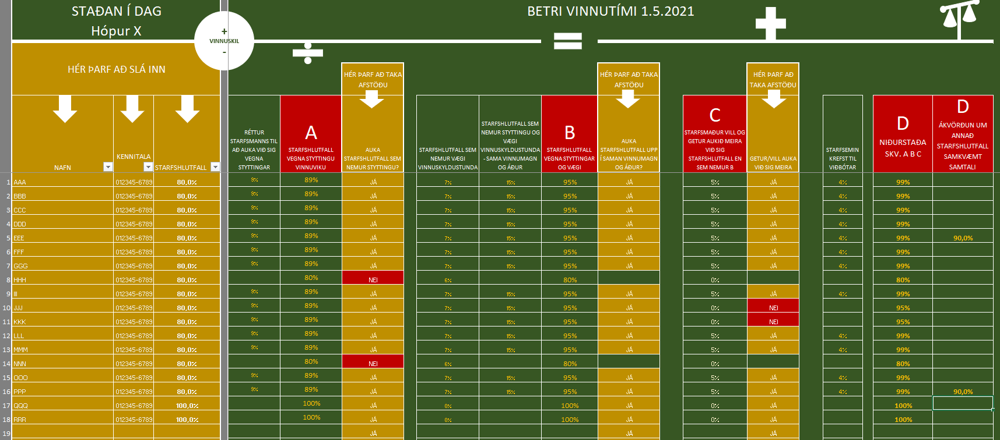 STAÐAN Í DAG
Hópur X
BETRI VINNUTÍMI 1.5.2021
+
VINNUSKIL
-
HÉR ÞARF AÐ SLÁ INN
HÉR ÞARF AÐ TAKA
AFSTÖÐU
HÉR ÞARF AÐ TAKA
AFSTÖÐU
HÉR ÞARF AÐ
TAKA AFSTÖÐU
NAFN
KENNITALA
STARFSHLUTFALL
RÉTTUR
STARFSMANNS TIL
AÐ AUKA VIÐ SIG
VEGNA
STYTTINGAR
A
STARFSHLUTFALL
VEGNA STYTTINGU
VINNUVIKU
AUKA
STARFSHLUTFALL SEM
NEMUR STYTTINGU?
STARFSHLUTFALL SEM
NEMUR VÆGI
VINNUSKYLDUSTUNDA
STARFSHLUTFALL SEM
NEMUR STYTTINGU OG
VÆGI
VINNUSKYLDUSTUNDA
- SAMA VINNUMAGN
OG ÁÐUR
B
STARFSHLUTFALL
VEGNA STYTTINGAR
OG VÆGI
AUKA
STARFSHLUTFALL UPP
Í SAMAN VINNUMAGN
OG ÁÐUR?
C
STARFSMAÐUR VILL OG
GETUR AUKIÐ MEIRA
VIÐ SIG
STARFSHLUTFALL EN
SEM NEMUR B
GETUR/VILL AUKA
VIÐ SIG MEIRA
STARFSEMIN
KREFST TIL
VIÐBÓTAR
D
NIÐURSTAÐA
SKV. A B C
D
ÁKVÖRÐUN UM
ANNAÐ
STARFSHLUTFALL
SAMKVÆMT
SAMTALI
1 AAA 012345-6789 80,0% 9% 89% JÁ 7% 15% 95% JÁ 5% JÁ 4% 99%
2 BBB 012345-6789 80,0% 9% 89% JÁ 7% 15% 95% JÁ 5% JÁ 4% 99%
3 CCC 012345-6789 80,0% 9% 89% JÁ 7% 15% 95% JÁ 5% JÁ 4% 99%
4 DDD 012345-6789 80,0% 9% 89% JÁ 7% 15% 95% JÁ 5% JÁ 4% 99%
5 EEE 012345-6789 80,0% 9% 89% JÁ 7% 15% 95% JÁ 5% JÁ 4% 99% 90,0%
6 FFF 012345-6789 80,0% 9% 89% JÁ 7% 15% 95% JÁ 5% JÁ 4% 99%
7 GGG 012345-6789 80,0% 9% 89% JÁ 7% 15% 95% JÁ 5% JÁ 4% 99%
8 HHH 012345-6789 80,0% 80% NEI 6% 80% 0% 80%
9 III 012345-6789 80,0% 9% 89% JÁ 7% 15% 95% JÁ 5% JÁ 4% 99%
10 JJJ 012345-6789 80,0% 9% 89% JÁ 7% 15% 95% JÁ 0% NEI 95%
11 KKK 012345-6789 80,0% 9% 89% JÁ 7% 15% 95% JÁ 0% NEI 95%
12 LLL 012345-6789 80,0% 9% 89% JÁ 7% 15% 95% JÁ 5% JÁ 4% 99%
13 MMM 012345-6789 80,0% 9% 89% JÁ 7% 15% 95% JÁ 5% JÁ 4% 99%
14 NNN 012345-6789 80,0% 80% NEI 6% 80% 0% 80%
15 OOO 012345-6789 80,0% 9% 89% JÁ 7% 15% 95% JÁ 5% JÁ 4% 99%
16 PPP 012345-6789 80,0% 9% 89% JÁ 7% 15% 95% JÁ 5% JÁ 4% 99% 90,0%
17 QQQ 012345-6789 100,0% 100% JÁ 0% 100% JÁ 0% JÁ 100%
18 RRR 012345-6789 100,0% 100% JÁ 0% 100% JÁ 0% JÁ 100%
19 JÁ JÁ JÁ